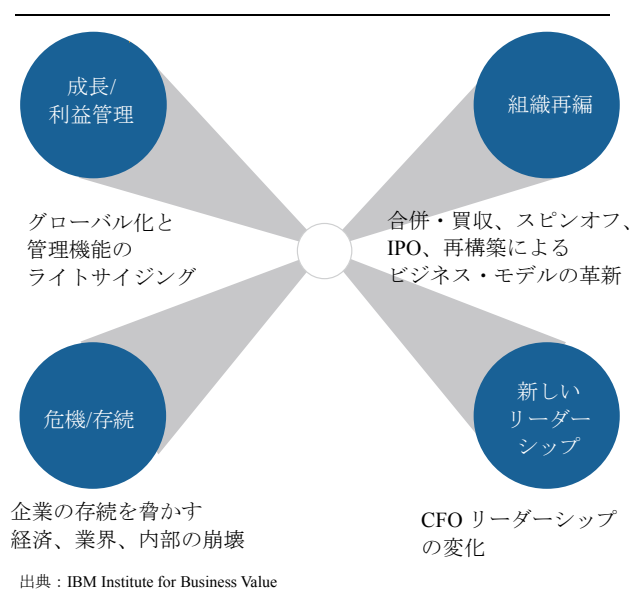 成長/
利益管理
組織再編
グローバル化と
管理機能の
ライトサイジング
合併・買収、スピンオフ、
IPO、再構築による
ビジネス・モデルの革新
危機/存続
新しい
リーダー
シップ
企業の存続を脅かす
経済、業界、内部の崩壊
CFO リーダーシップ
の変化
出典：IBM Institute for Business Value